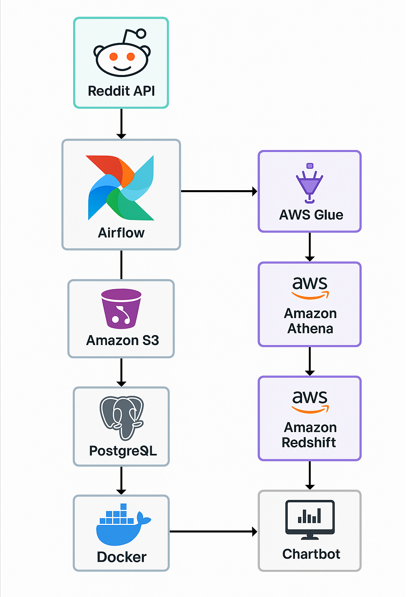 Reddit API
Airflow
AWS Glue
Amazon S3
aws
Amazon
Athena
PostgreSQL
aws
Amazon
Redshift
Docker
Chartbot